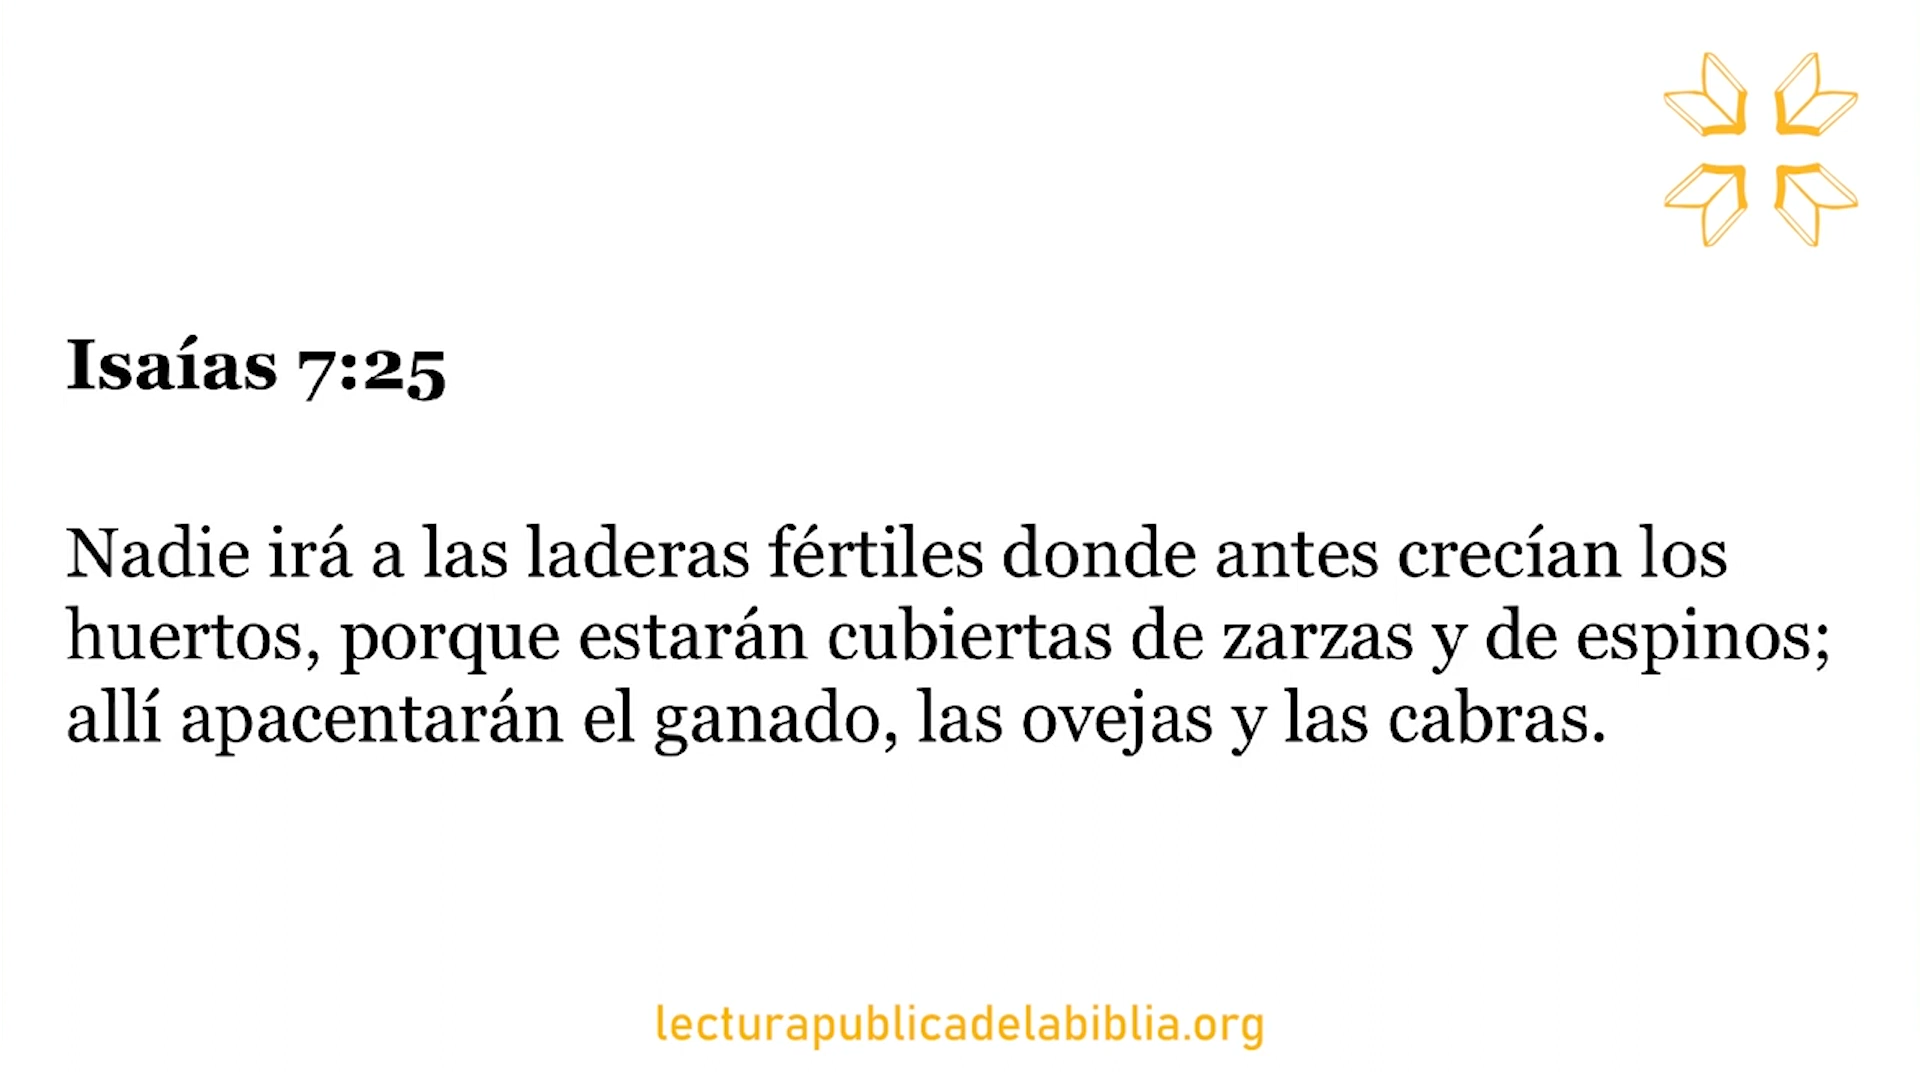 Isaías 7:25
Nadie irá a las laderas fértiles donde antes crecían los
huertos, porque estarán cubiertas de zarzas y de espinos;
allí apacentarán el ganado, las ovejas y las cabras.
lecturapublicadelabiblia.org